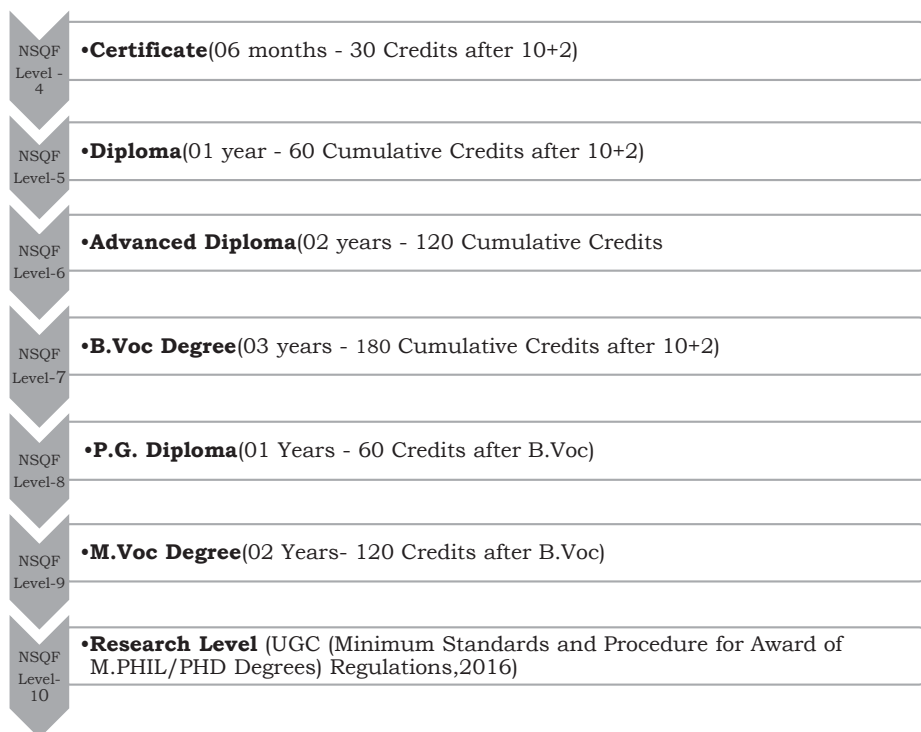 NSQF
Level -
4
•Certificate(06 months - 30 Credits after 10+2)
NSQF
Level-5
•Diploma(01 year - 60 Cumulative Credits after 10+2)
NSQF
Level-6
•Advanced Diploma(02 years - 120 Cumulative Credits
NSQF
Level-7
•B.Voc Degree(03 years - 180 Cumulative Credits after 10+2)
NSQF
Level-8
•P.G. Diploma(01 Years - 60 Credits after B.Voc)
NSQF
Level-9
•M.Voc Degree(02 Years- 120 Credits after B.Voc)
NSQF
Level-
10
•Research Level (UGC (Minimum Standards and Procedure for Award of
M.PHIL/PHD Degrees) Regulations,2016)